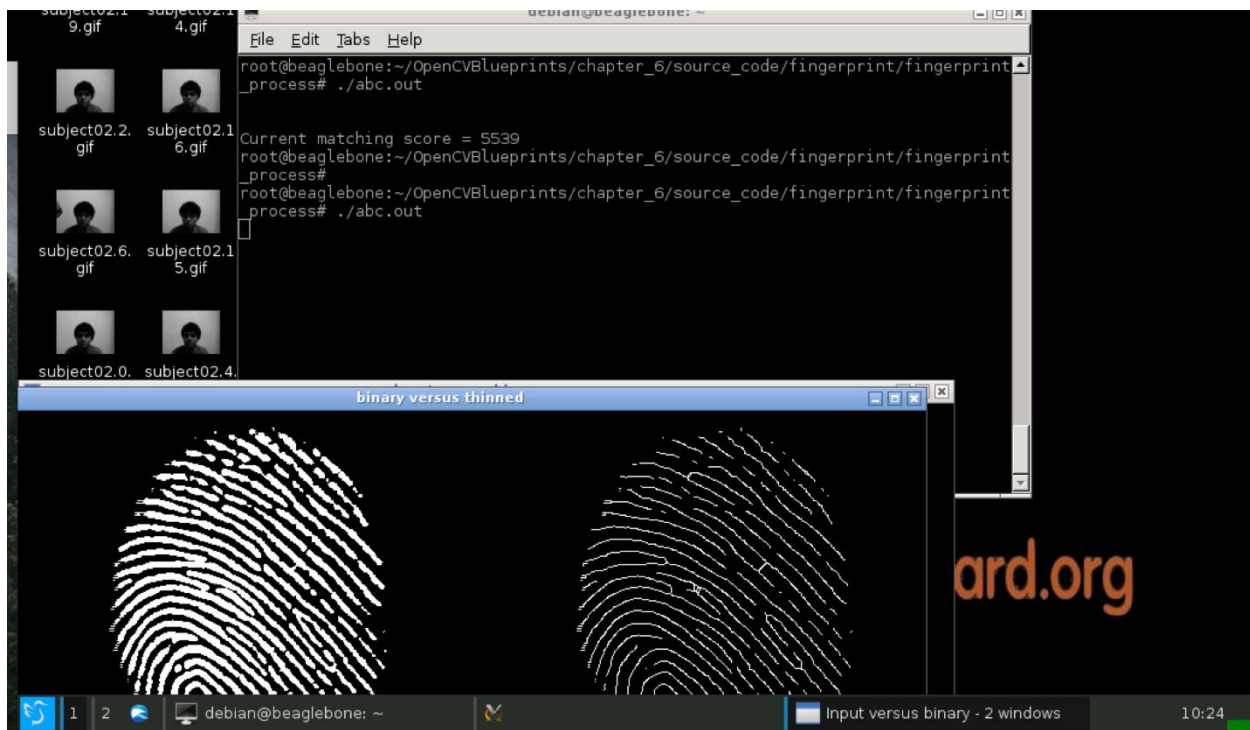 9.gif
4.gif
debian@beaglebone: ~
File Edit Tabs Help
root@beaglebone:~/OpenCVBlueprints/chapter_6/source_code/fingerprint/fingerprint
_process# ./abc.out
Current matching score = 5539
root@beaglebone:~/OpenCVBlueprints/chapter_6/source_code/fingerprint/fingerprint
_process#
root@beaglebone:~/OpenCVBlueprints/chapter_6/source_code/fingerprint/fingerprint
_process# ./abc.out
subject02.2.
gif
subject02.1
6.gif
subject02.6.
gif
subject02.1
5.gif
subject02.0.
subject02.4.
binary versus thinned
ard.org
1 2
debian@beaglebone: ~
Input versus binary - 2 windows
10:24